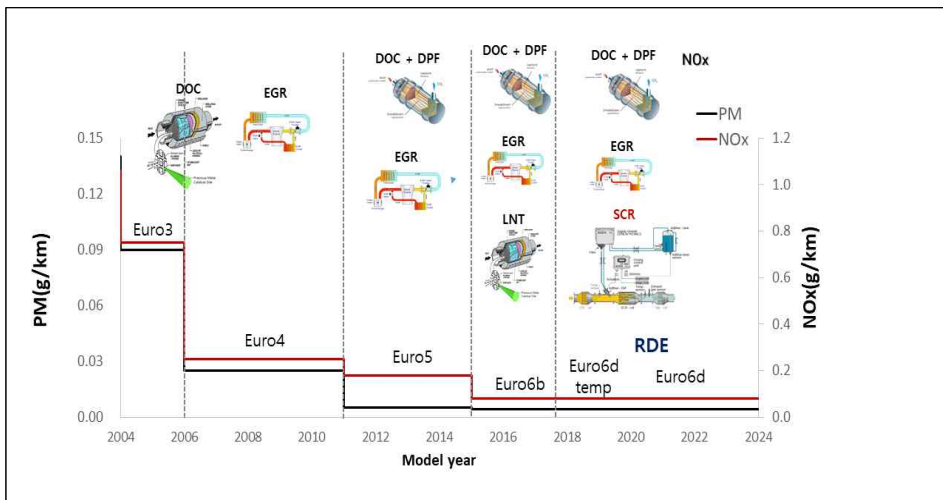 DOC + DPF
DOC + DPF
DOC + DPF
NOx
DOC
EGR
PM
NOx
EGR
EGR
EGR
LNT
SCR
0.15
0.12
0.09
0.06
0.03
0.00
PM(g/km)
1.2
1.0
0.8
0.6
0.4
0.2
0.0
NOx(g/km)
Euro3
Euro4
Euro5
Euro6b
RDE
Euro6d
temp
Euro6d
2004
2006
2008
2010
2012
2014
2016
2018
2020
2022
2024
Model year